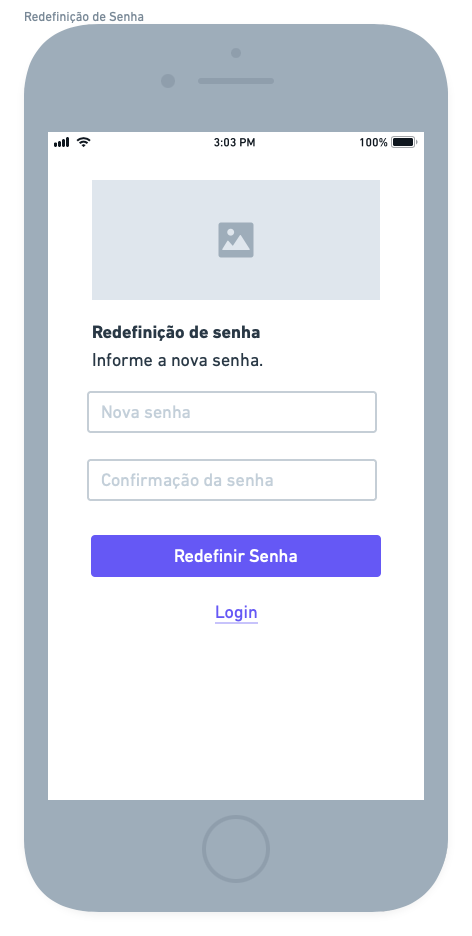 Redefinição de Senha
3:03 PM
100%
Redefinição de senha
Informe a nova senha.
Nova senha
Confirmação da senha
Redefinir Senha
Login